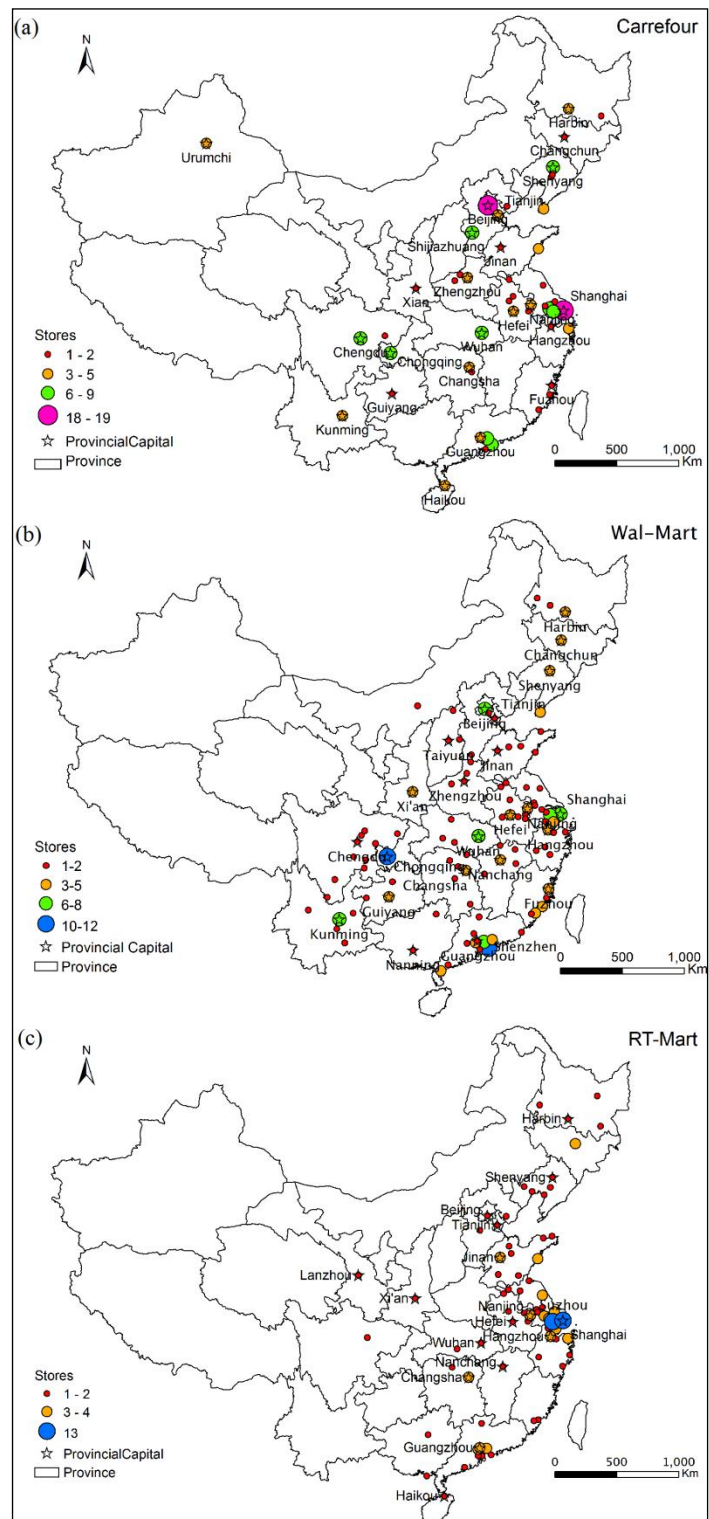 (a)
Carrefour
N
Harbin
Urumchi
Changchun
Shenyang
Tianjin
Beijing
Shijiazhuang
Jinan
Zhengzhou
Xian
Shanghai
Nanjing
Hefei
Hangzhou
Wuhan
Chengdu
Chongqing
Changsha
Guiyang
Fuzhou
Kunming
Guangzhou
Haikou
Stores
1 - 2
3 - 5
6 - 9
18 - 19
ProvincialCapital
Province
0 500 1,000
Km
(b)
Wal-Mart
N
Harbin
Changchun
Shenyang
Tianjin
Beijing
Taiyuan
Jinan
Zhengzhou
Xi'an
Shanghai
Nanjing
Hefei
Hangzhou
Wuhan
Chengdu
Chongqing
Nanchang
Changsha
Guiyang
Fuzhou
Kunming
Shenzhen
Guangzhou
Nanning
Stores
1-2
3-5
6-8
10-12
Provincial Capital
Province
0 500 1,000
Km
(c)
RT-Mart
N
Harbin
Shenyang
Beijing
Tianjin
Jinan
Lanzhou
Xi'an
Nanjing
uzhou
Hefei
Hangzhou
Shanghai
Wuhan
Nanchang
Changsha
Guangzhou
Haikou
Stores
1 - 2
3 - 4
13
ProvincialCapital
Province
0 500 1,000
Km